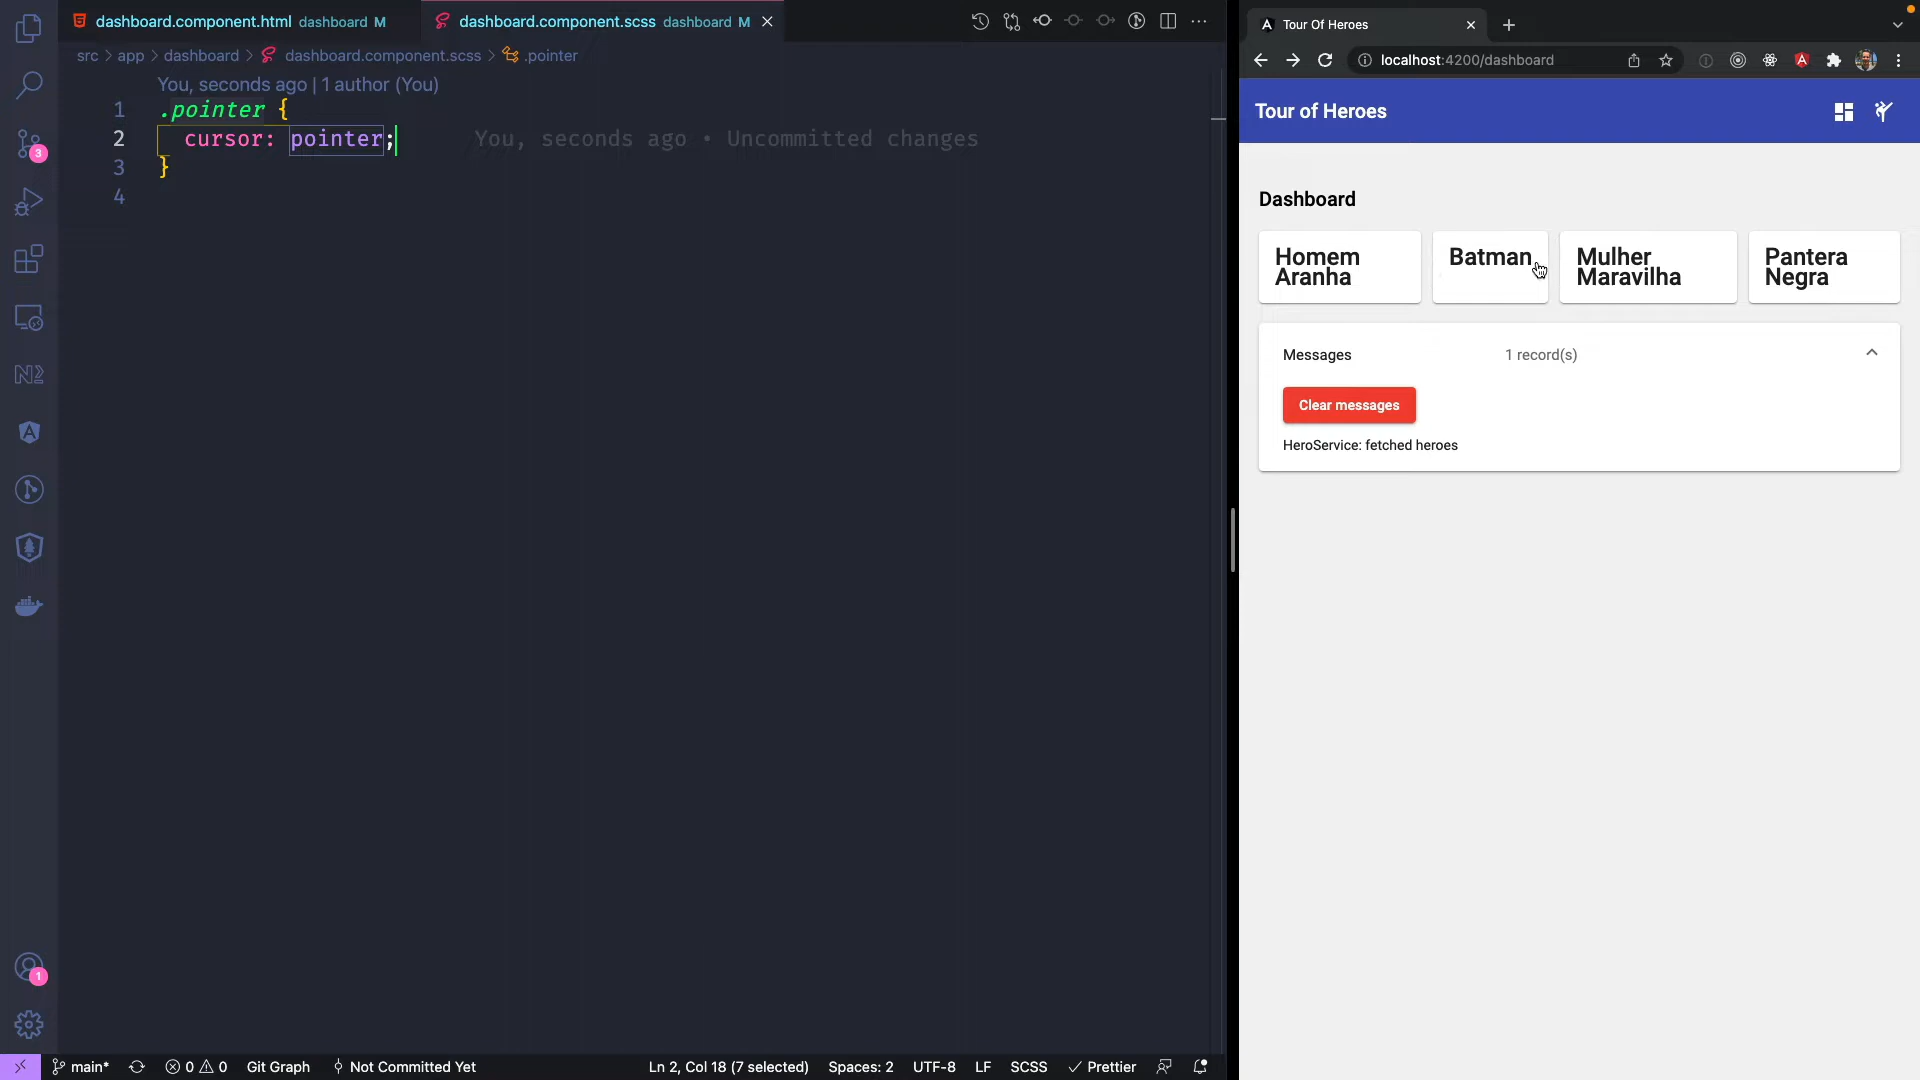 dashboard.component.html dashboard M
dashboard.component.scss dashboard M
src > app > dashboard > dashboard.component.scss > .pointer
You, seconds ago | 1 author (You)
1 .pointer {
2 cursor: pointer; You, seconds ago • Uncommitted changes
3 }
4
3
1
main* 0 0 Git Graph Not Committed Yet Ln 2, Col 18 (7 selected) Spaces: 2 UTF-8 LF SCSS Prettier
Tour Of Heroes
localhost:4200/dashboard
Tour of Heroes
Dashboard
Homem Aranha
Batman
Mulher Maravilha
Pantera Negra
Messages 1 record(s)
Clear messages
HeroService: fetched heroes